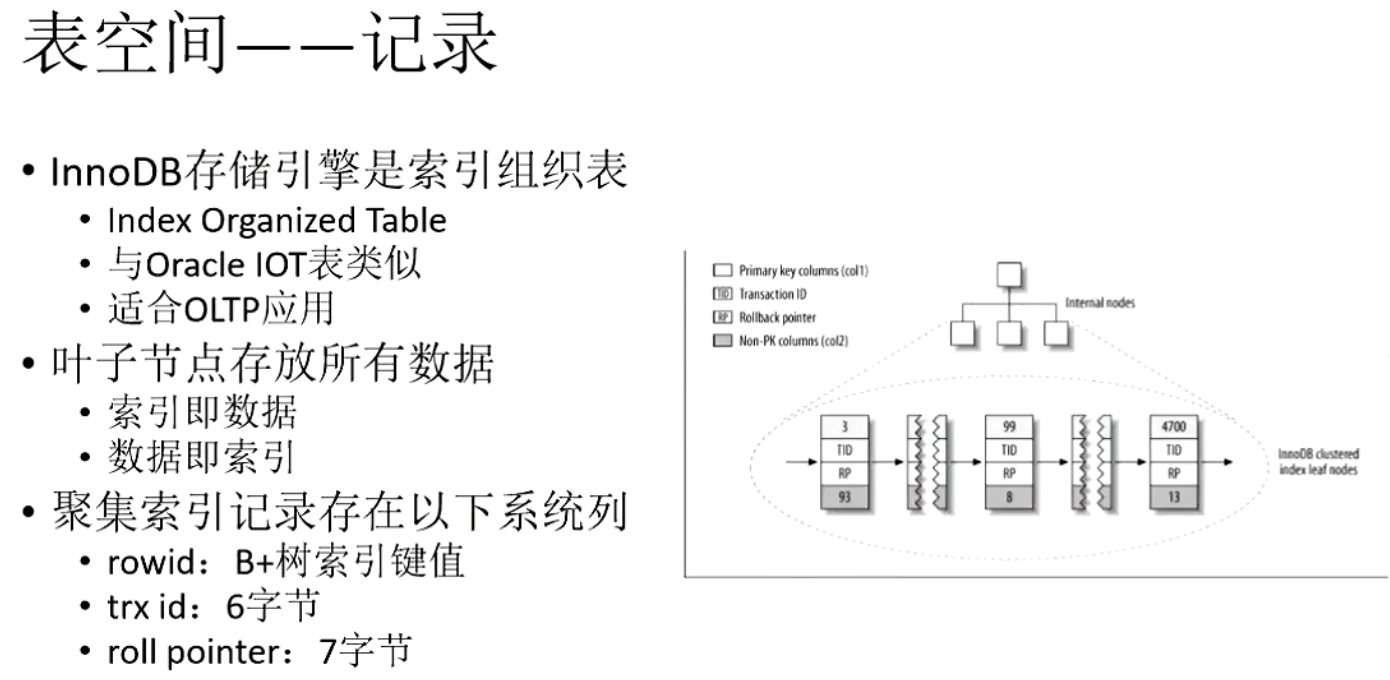 表空间——记录
• InnoDB存储引擎是索引组织表
• Index Organized Table
• 与Oracle IOT表类似
• 适合OLTP应用
• 叶子节点存放所有数据
• 索引即数据
• 数据即索引
• 聚集索引记录存在以下系统列
• rowid：B+树索引键值
• trx id：6字节
• roll pointer：7字节
Primary key columns (col1)
TID Transaction ID
RP Rollback pointer
Non-PK columns (col2)
Internal nodes
3 99 4700
TID TID TID
RP RP RP
93 8 13
InnoDB clustered
index leaf nodes